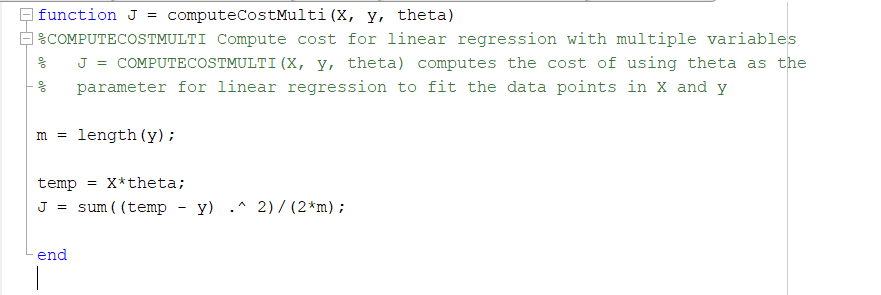 function J = computeCostMulti(X, y, theta)
%COMPUTECOSTMULTI Compute cost for linear regression with multiple variables
%   J = COMPUTECOSTMULTI(X, y, theta) computes the cost of using theta as the
%   parameter for linear regression to fit the data points in X and y
m = length(y);
temp = X*theta;
J = sum((temp - y) .^ 2)/(2*m);
end